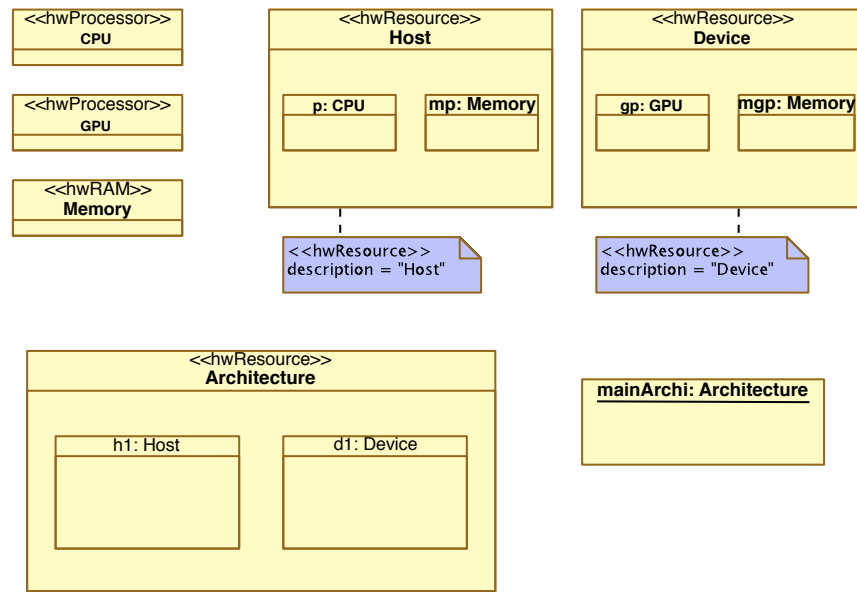 <<hwProcessor>>
CPU
<<hwProcessor>>
GPU
<<hwRAM>>
Memory
<<hwResource>>
Host
p: CPU
mp: Memory
<<hwResource>>
description = "Host"
<<hwResource>>
Device
gp: GPU
mgp: Memory
<<hwResource>>
description = "Device"
<<hwResource>>
Architecture
h1: Host
d1: Device
mainArchi: Architecture